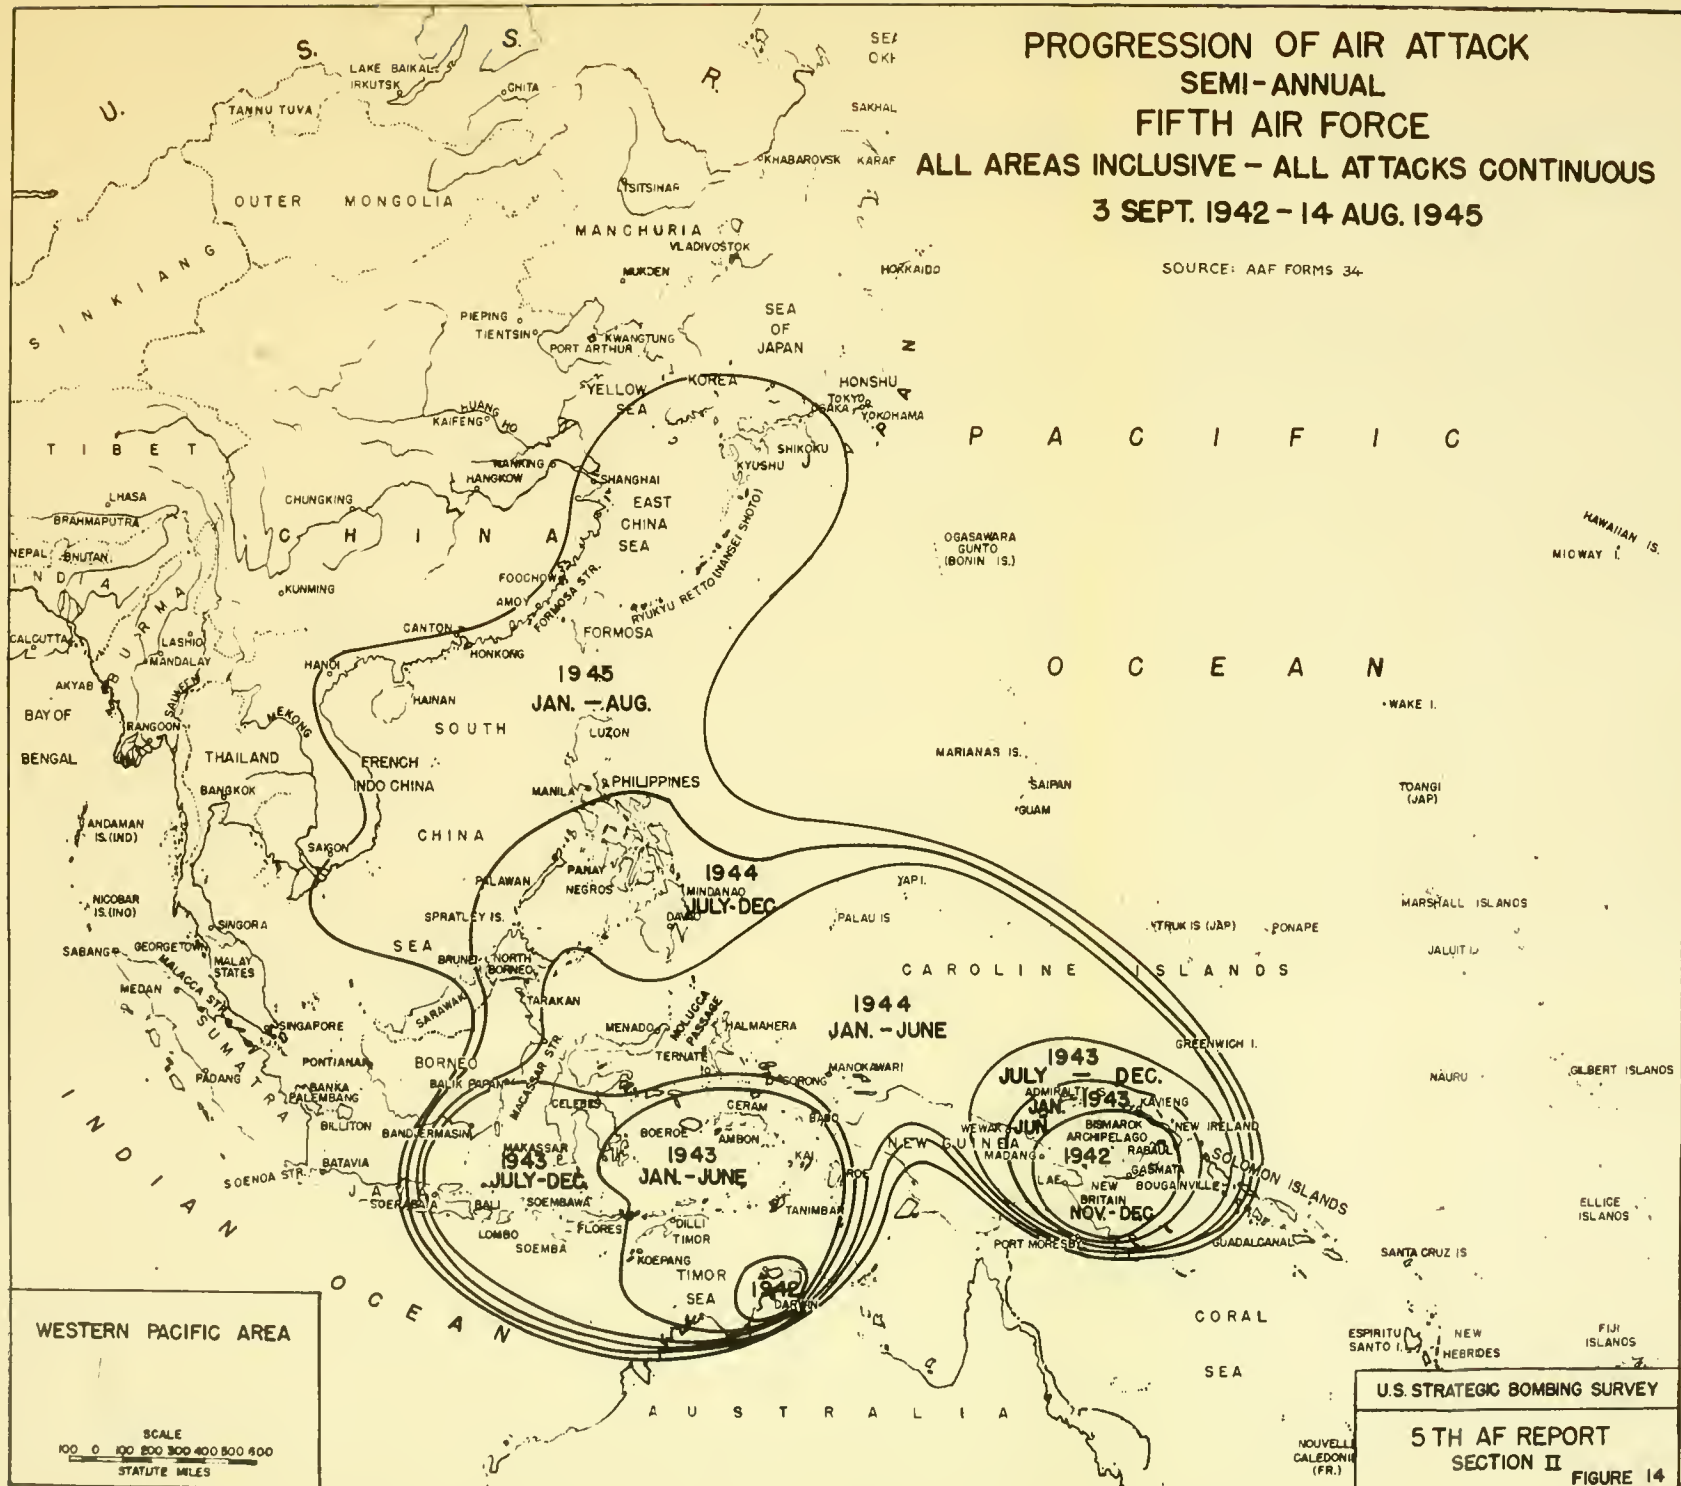 PROGRESSION OF AIR ATTACK
SEMI-ANNUAL
FIFTH AIR FORCE
ALL AREAS INCLUSIVE – ALL ATTACKS CONTINUOUS
3 SEPT. 1942 – 14 AUG. 1945
SOURCE: AAF FORMS 34
U. S. S. R.
LAKE BAIKAL
IRKUTSK
CHITA
TANNU TUVA
SEA
OKH
SAKHAL
KHABAROVSK
KARAF
TSITSIHAR
OUTER MONGOLIA
MANCHURIA
VLADIVOSTOK
MUKDEN
HOKKAIDO
SINKIANG
PIEPING
TIENTSIN
KWANGTUNG
PORT ARTHUR
SEA
OF
JAPAN
KOREA
YELLOW
SEA
HONSHU
TOKYO
OSAKA
YOKOHAMA
P A N
HUANG HO
KAIFENG
SHIKOKU
KYUSHU
TIBET
LHASA
BRAHMAPUTRA
NANKING
HANGKOW
SHANGHAI
CHUNGKING
CHINA
EAST
CHINA
SEA
RYUKYU RETTO (NANSEI SHOTO)
NEPAL
BHUTAN
INDIA
KUNMING
FOOCHOW
AMOY
FORMOSA STR.
FORMOSA
CANTON
HONKONG
PACIFIC
OCEAN
OGASAWARA
GUNTO
(BONIN IS.)
HAWAIIAN IS.
MIDWAY I.
WAKE I.
MARIANAS IS.
SAIPAN
GUAM
TOANGI
(JAP)
CALCUTTA
BURMA
LASHIO
MANDALAY
HANOI
AKYAB
SALWEEN
HAINAN
BAY OF
BENGAL
RANGOON
MEKONG
THAILAND
BANGKOK
FRENCH
INDO CHINA
SOUTH
CHINA
SEA
1945
JAN. – AUG.
LUZON
MANILA
PHILIPPINES
ANDAMAN
IS. (IND)
SAIGON
NICOBAR
IS. (IND)
SINGORA
SABANG
GEORGETOWN
MALAY
STATES
MALACCA STR.
MEDAN
SUMATRA
SINGAPORE
PADANG
PALAWAN
PANAY
NEGROS
MINDANAO
DAVAO
1944
JULY-DEC.
SPRATLEY IS.
BRUNEI
NORTH
BORNEO
SARAWAK
TARAKAN
YAP I.
PALAU IS
TRUK IS (JAP)
PONAPE
MARSHALL ISLANDS
JALUIT IS
CAROLINE ISLANDS
1944
JAN. – JUNE
MENADO
MOLUCCA
PASSAGE
HALMAHERA
TERNATE
PONTIANAK
BORNEO
BALIK PAPAN
MACASSAR STR.
BANKA
PALEMBANG
BILLITON
BANDJERMASIN
CELEBES
SORONG
MANOKAWARI
CERAM
BABO
BOEROE
AMBON
KAI
ROE
GREENWICH I.
NAURU
GILBERT ISLANDS
1943
JULY – DEC.
ADMIRALTY IS
KAVIENG
JAN.-1943
JUN
WEWAK
NEW GUINEA
MADANG
BISMAROK
ARCHIPELAGO
NEW IRELAND
RABAUL
1942
GASMATA
LAE
NEW
BRITAIN
BOUGANVILLE
NOV.-DEC.
SOLOMON ISLANDS
PORT MORESBY
GUADALCANAL
SANTA CRUZ IS
ELLICE
ISLANDS
MAKASSAR
1943
JULY-DEC.
1943
JAN.-JUNE
SOENDA STR.
BATAVIA
JAVA
SOERABAJA
BALI
LOMBO
SOEMBAWA
SOEMBA
FLORES
DILLI
TIMOR
KOEPANG
TANIMBAR
TIMOR
SEA
1942
DARWIN
INDIAN
OCEAN
AUSTRALIA
CORAL
SEA
ESPIRITU
SANTO I.
NEW
HEBRIDES
FIJI
ISLANDS
NOUVELLE
CALEDONIE
(FR.)
WESTERN PACIFIC AREA
SCALE
100 0 100 200 300 400 500 600
STATUTE MILES
U.S. STRATEGIC BOMBING SURVEY
5TH AF REPORT
SECTION II
FIGURE 14